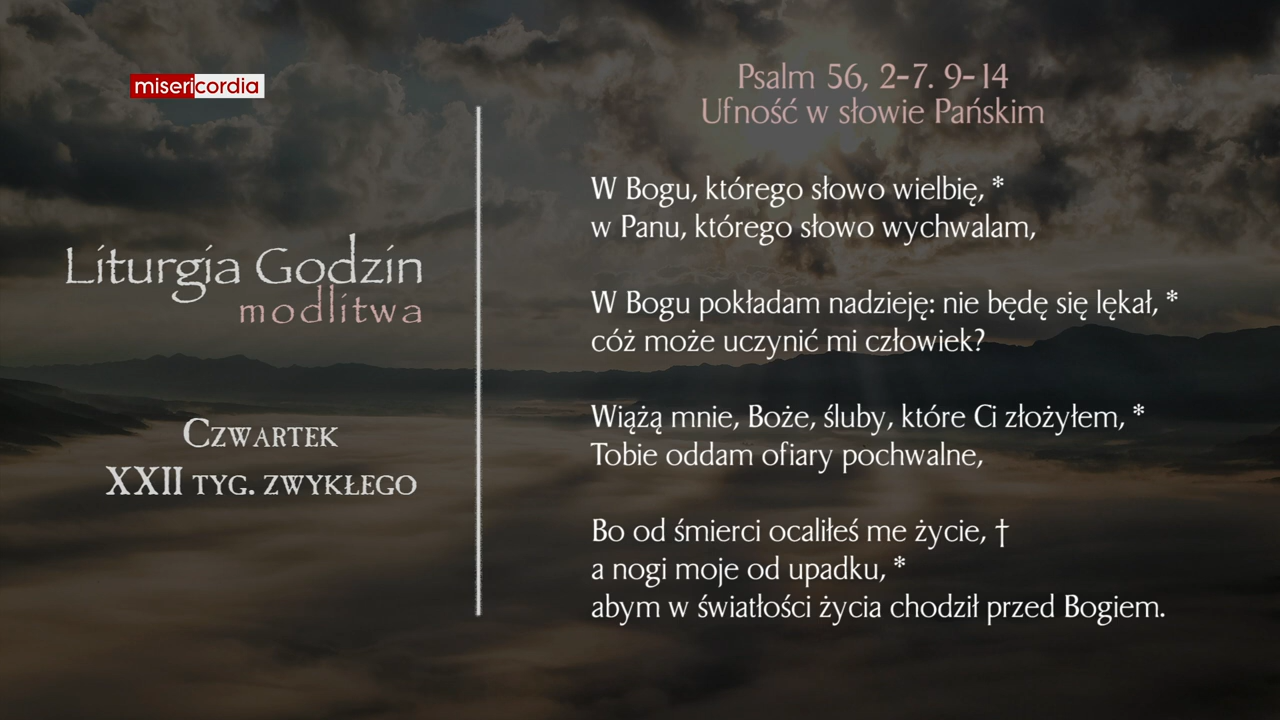 misericordia
Liturgia Godzin
modlitwa
Czwartek
XXII tyg. zwykłego
Psalm 56, 2-7. 9-14
Ufność w słowie Pańskim
W Bogu, którego słowo wielbię, *
w Panu, którego słowo wychwalam,
W Bogu pokładam nadzieję: nie będę się lękał, *
cóż może uczynić mi człowiek?
Wiążą mnie, Boże, śluby, które Ci złożyłem, *
Tobie oddam ofiary pochwalne,
Bo od śmierci ocaliłeś me życie, †
a nogi moje od upadku, *
abym w światłości życia chodził przed Bogiem.